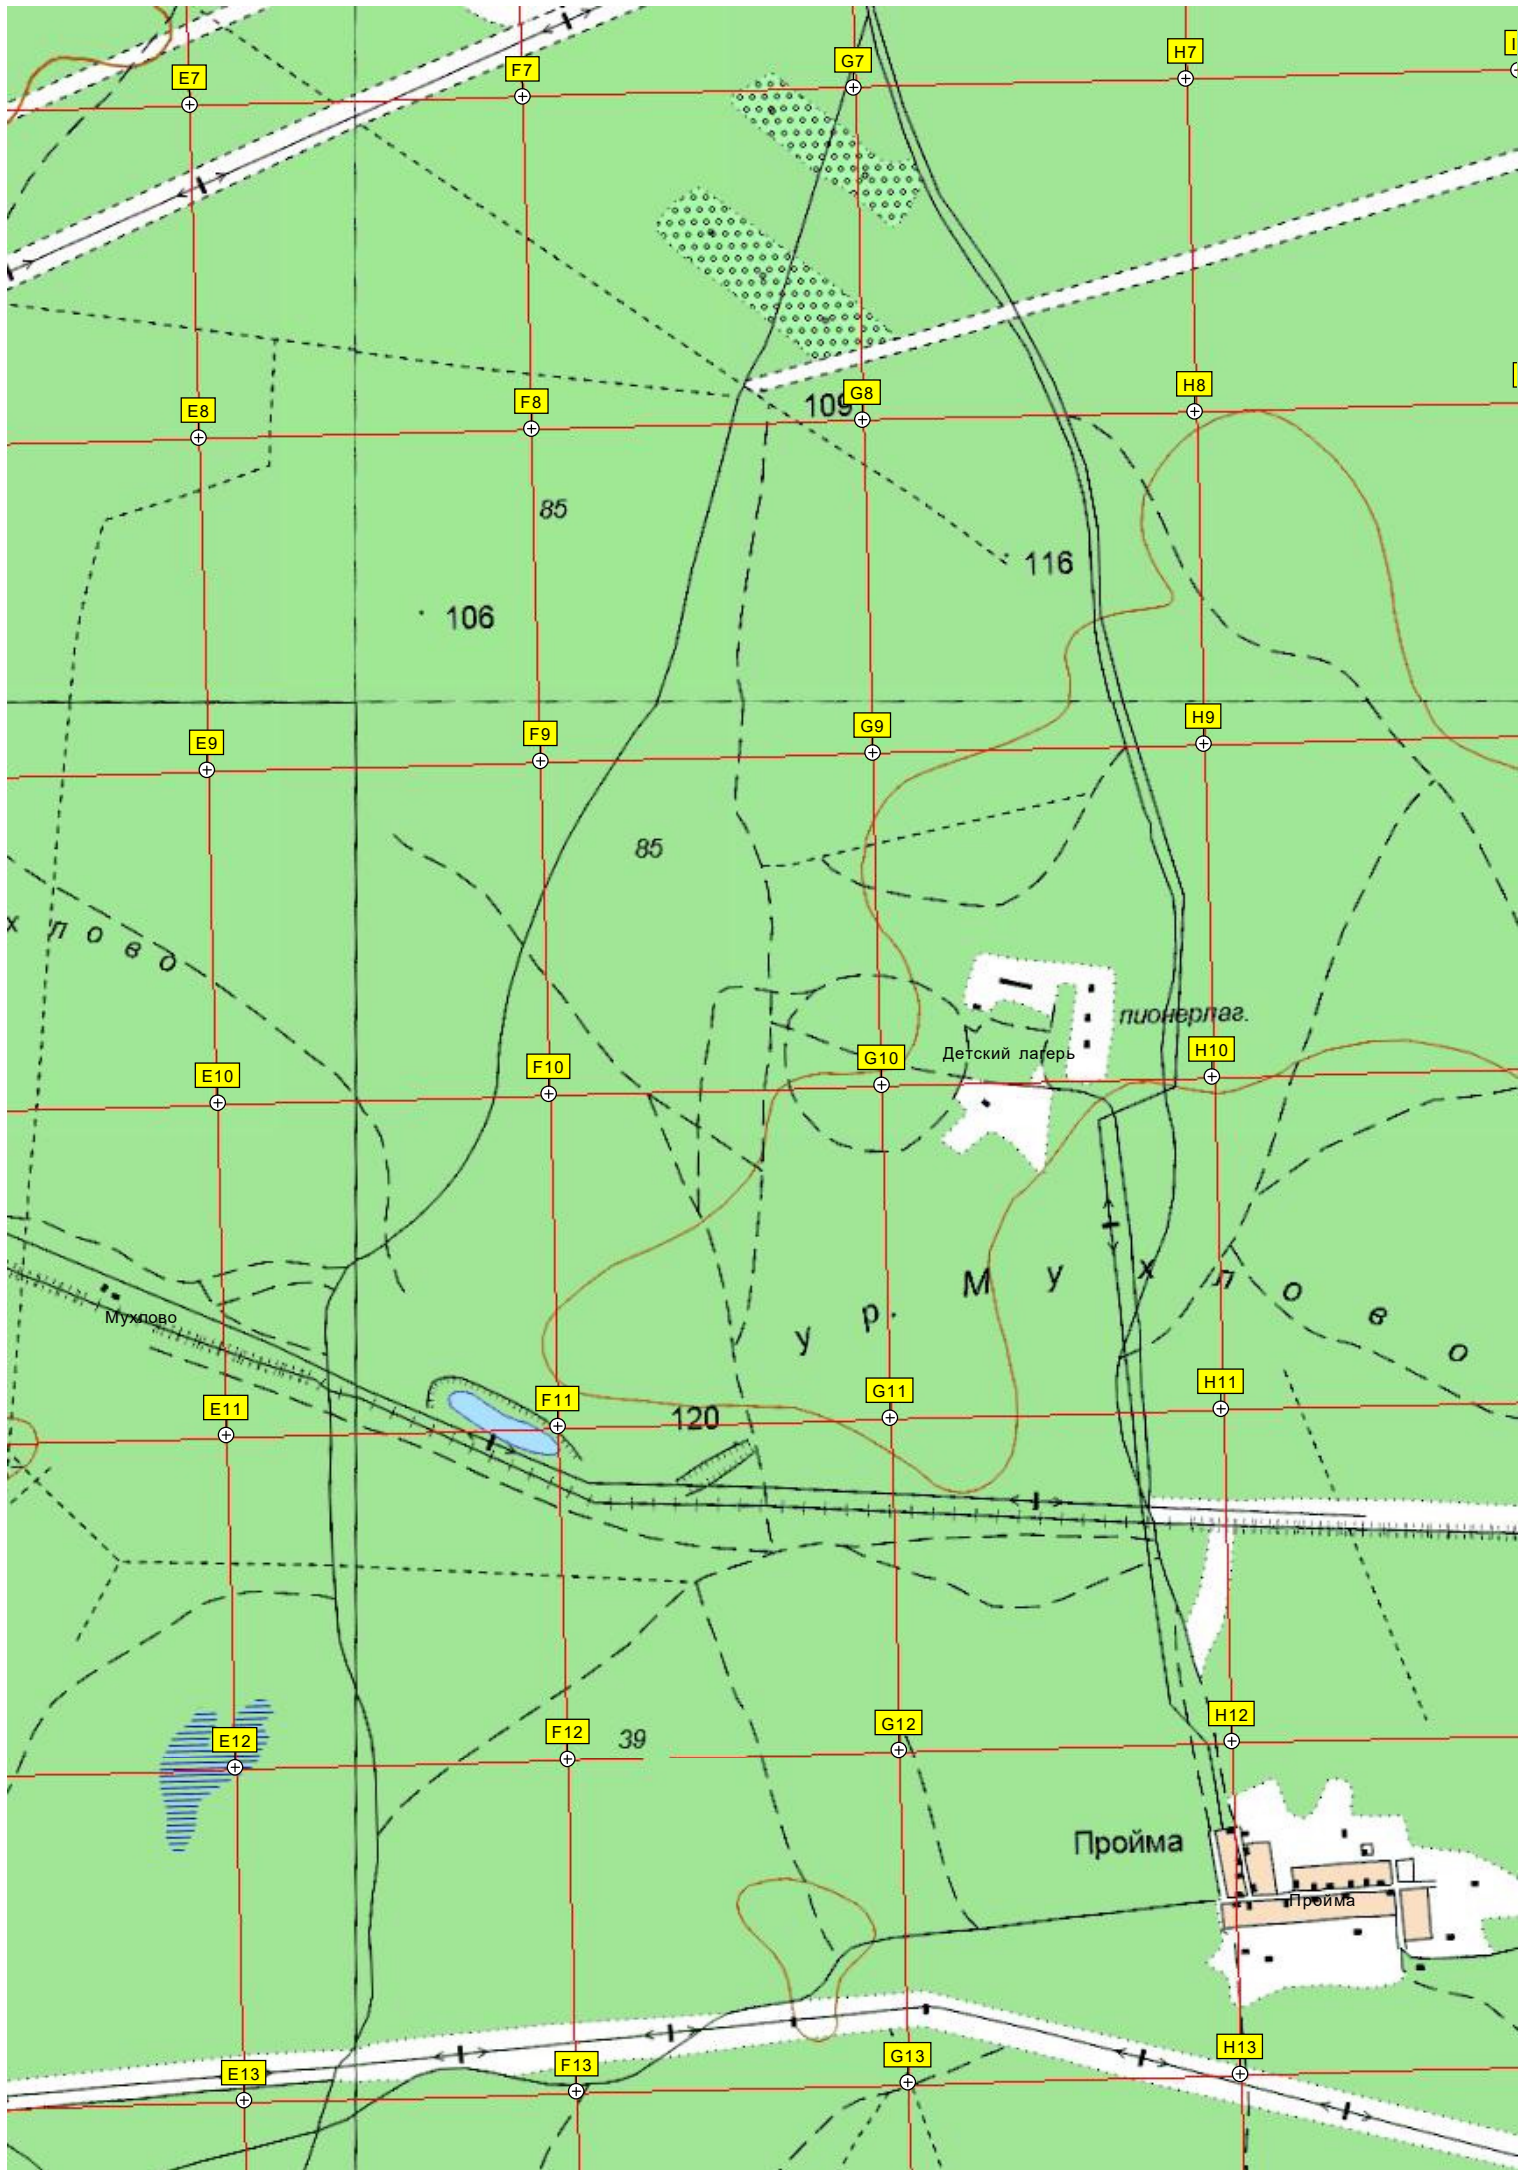 I
H7
G7
F7
E7
H8
G8
109
F8
E8
85
116
106
H9
G9
F9
E9
85
х лово
пионерлаг.
Детский лагерь
H10
G10
F10
E10
ур. Мухлово
Мухлово
H11
G11
F11
120
E11
H12
G12
F12
39
E12
Пройма
Пройма
H13
G13
F13
E13